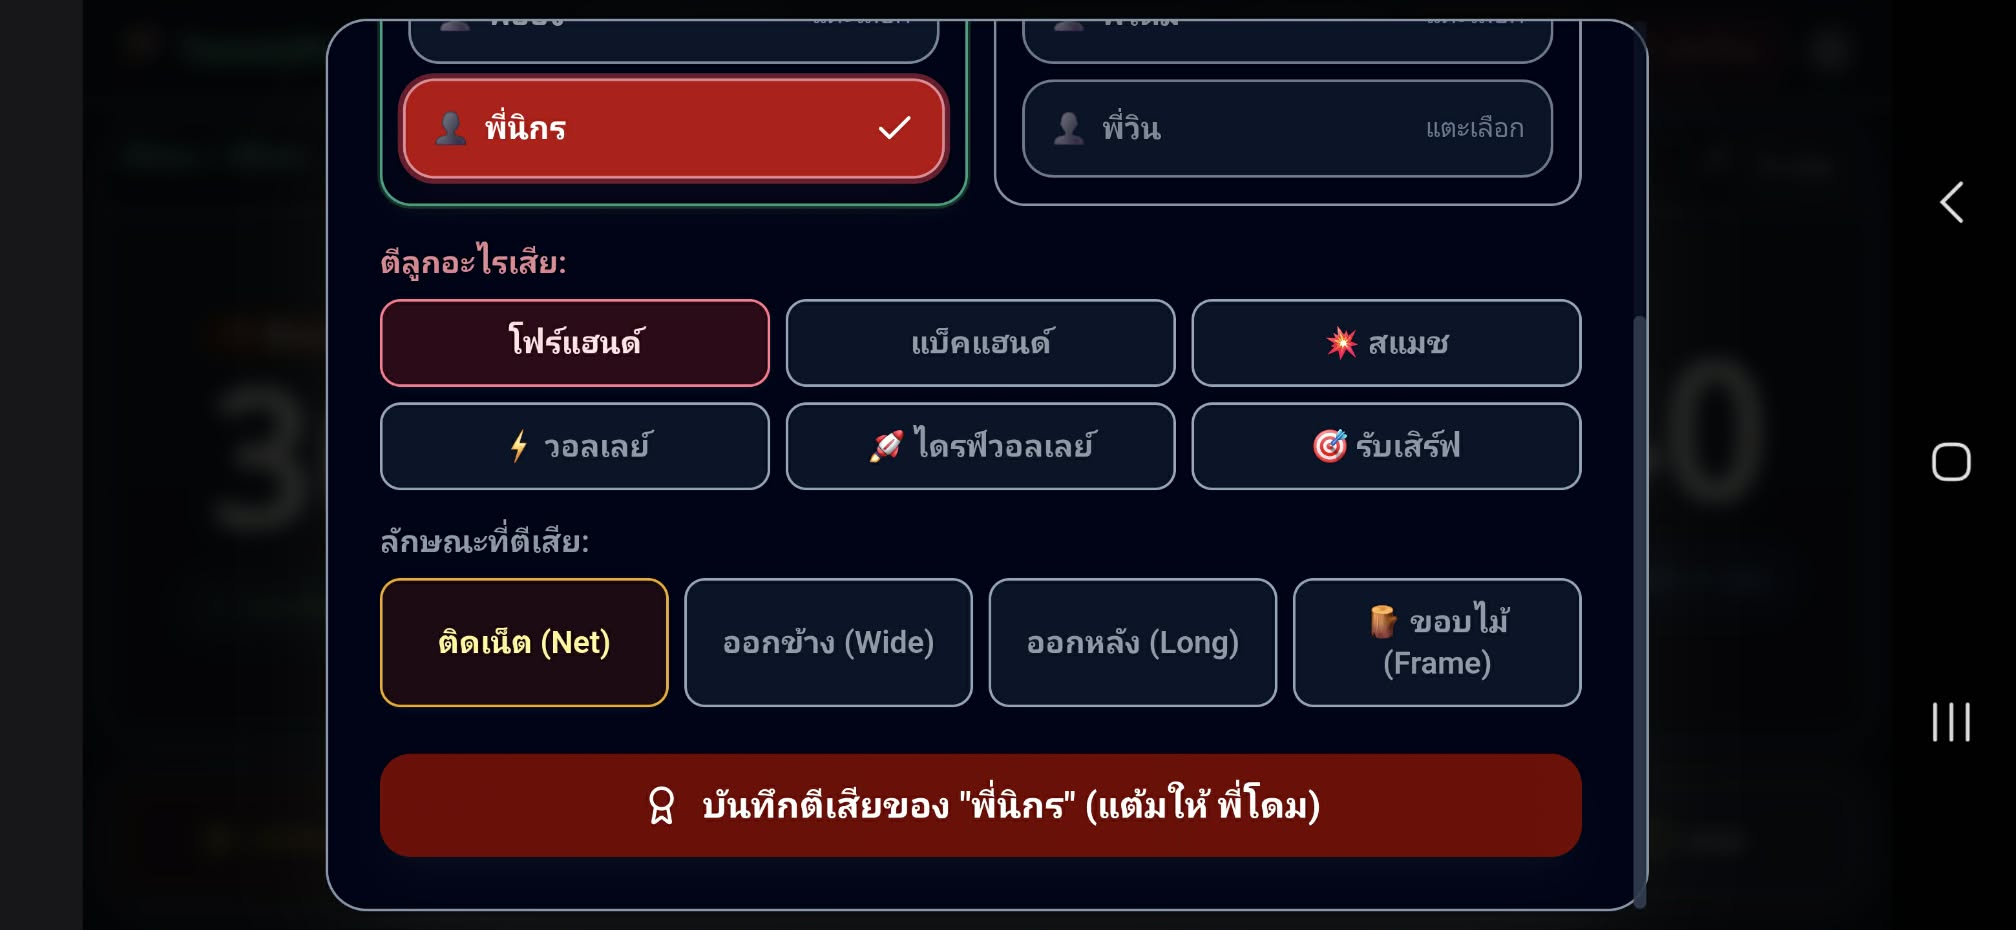 พี่นิกร
พี่วิน
แตะเลือก
ตีลูกอะไรเสีย:
โฟร์แฮนด์
แบ็คแฮนด์
สแมช
วอลเลย์
ไดรฟ์วอลเลย์
รับเสิร์ฟ
ลักษณะที่ตีเสีย:
ติดเน็ต (Net)
ออกข้าง (Wide)
ออกหลัง (Long)
ขอบไม้
(Frame)
บันทึกตีเสียของ "พี่นิกร" (แต้มให้ พี่โดม)